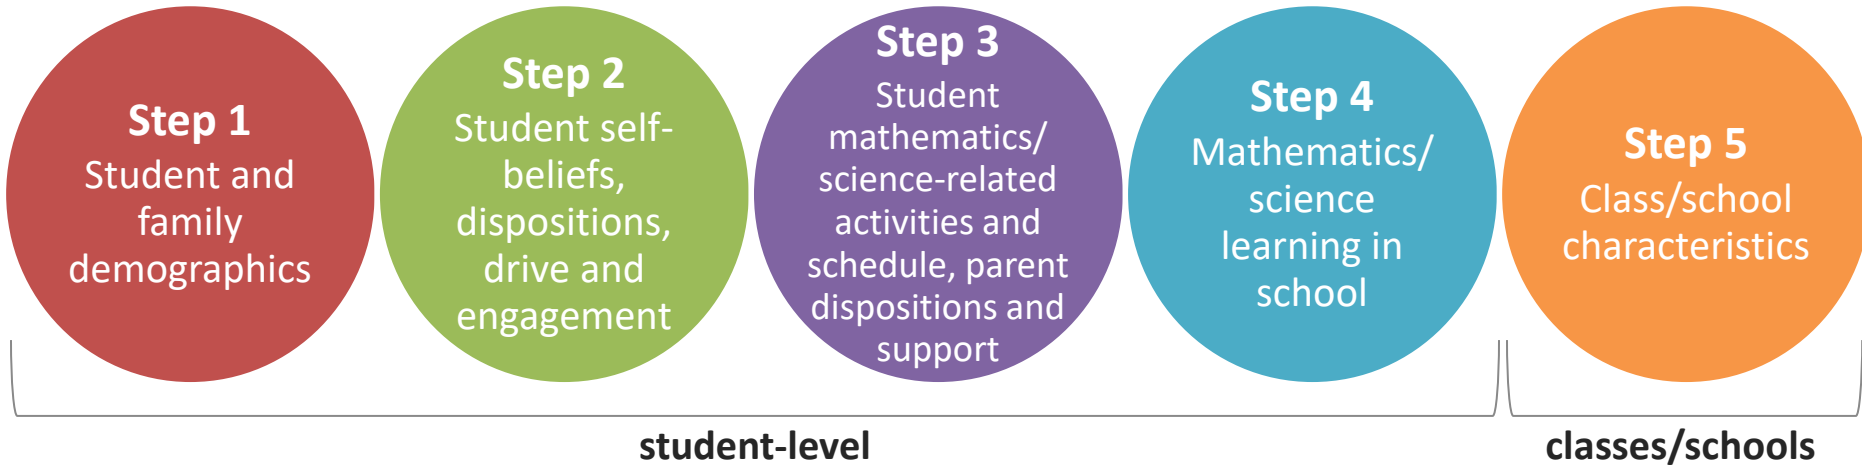 Step 1
Student and
family
demographics
Step 2
Student self-
beliefs,
dispositions,
drive and
engagement
Step 3
Student
mathematics/
science-related
activities and
schedule, parent
dispositions and
support
Step 4
Mathematics/
science
learning in
school
Step 5
Class/school
characteristics
student-level
classes/schools